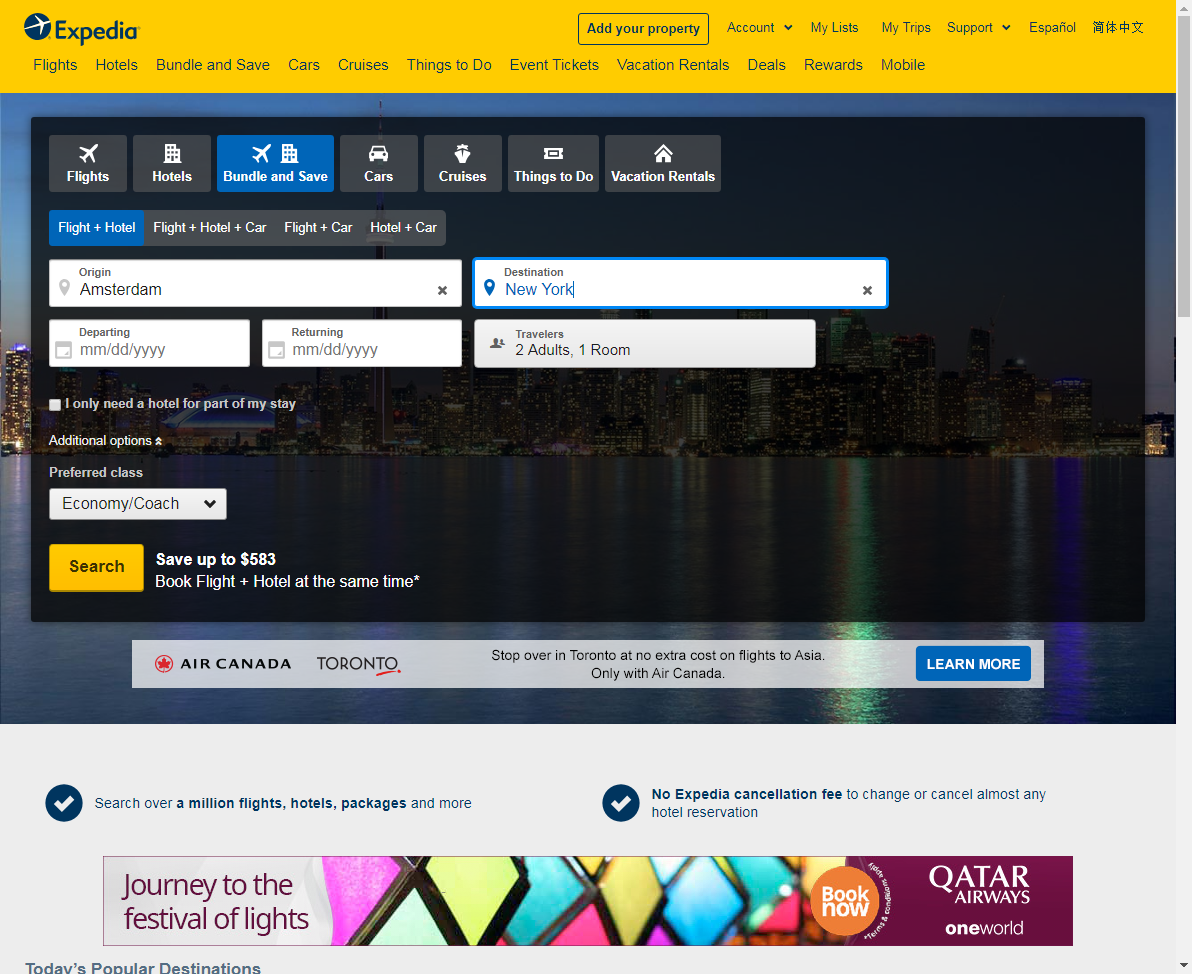 Expedia
Add your property
Account
My Lists
My Trips
Support
Español
简体中文
Flights
Hotels
Bundle and Save
Cars
Cruises
Things to Do
Event Tickets
Vacation Rentals
Deals
Rewards
Mobile
Flights
Hotels
Bundle and Save
Cars
Cruises
Things to Do
Vacation Rentals
Flight + Hotel
Flight + Hotel + Car
Flight + Car
Hotel + Car
Origin
Amsterdam
Destination
New York
Departing
mm/dd/yyyy
Returning
mm/dd/yyyy
Travelers
2 Adults, 1 Room
I only need a hotel for part of my stay
Additional options
Preferred class
Economy/Coach
Search
Save up to $583
Book Flight + Hotel at the same time*
AIR CANADA
TORONTO
Stop over in Toronto at no extra cost on flights to Asia.
Only with Air Canada.
LEARN MORE
Search over a million flights, hotels, packages and more
No Expedia cancellation fee to change or cancel almost any
hotel reservation
Journey to the
festival of lights
Book
now
*Terms & conditions apply
QATAR
AIRWAYS
oneworld
Today's Popular Destinations